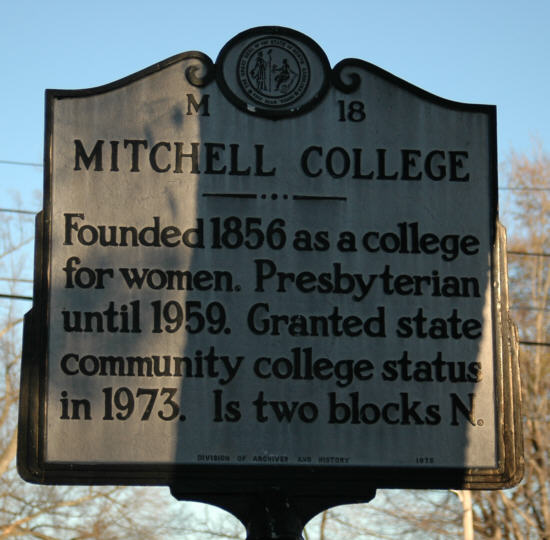 M 18
MITCHELL COLLEGE
Founded 1856 as a college
for women. Presbyterian
until 1959. Granted state
community college status
in 1973. Is two blocks N.
DIVISION OF ARCHIVES AND HISTORY 1975